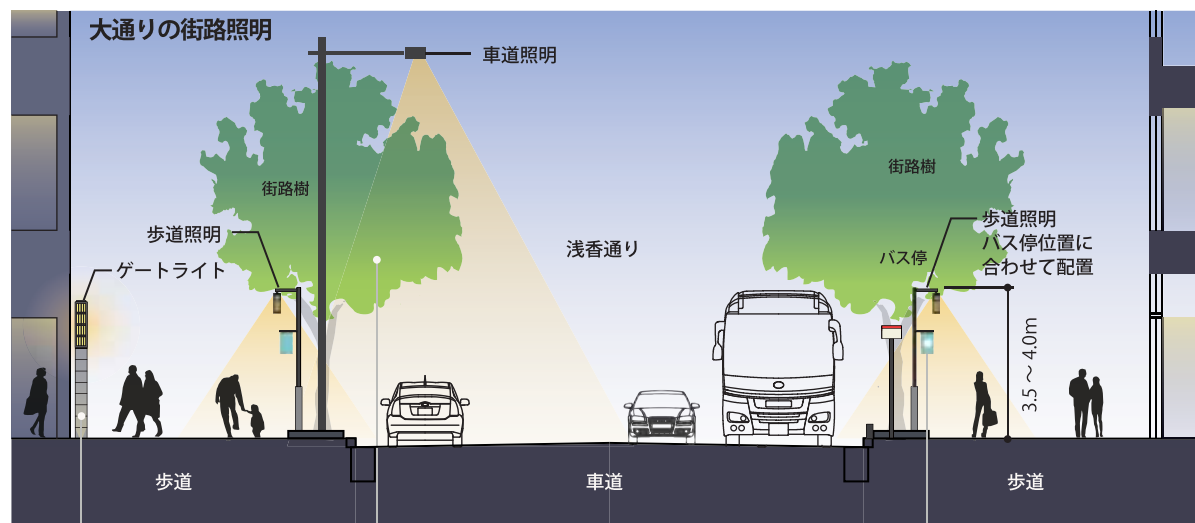 大通りの街路照明
車道照明
街路樹
街路樹
歩道照明
ゲートライト
浅香通り
バス停
歩道照明
バス停位置に
合わせて配置
3.5 ～ 4.0m
歩道
車道
歩道